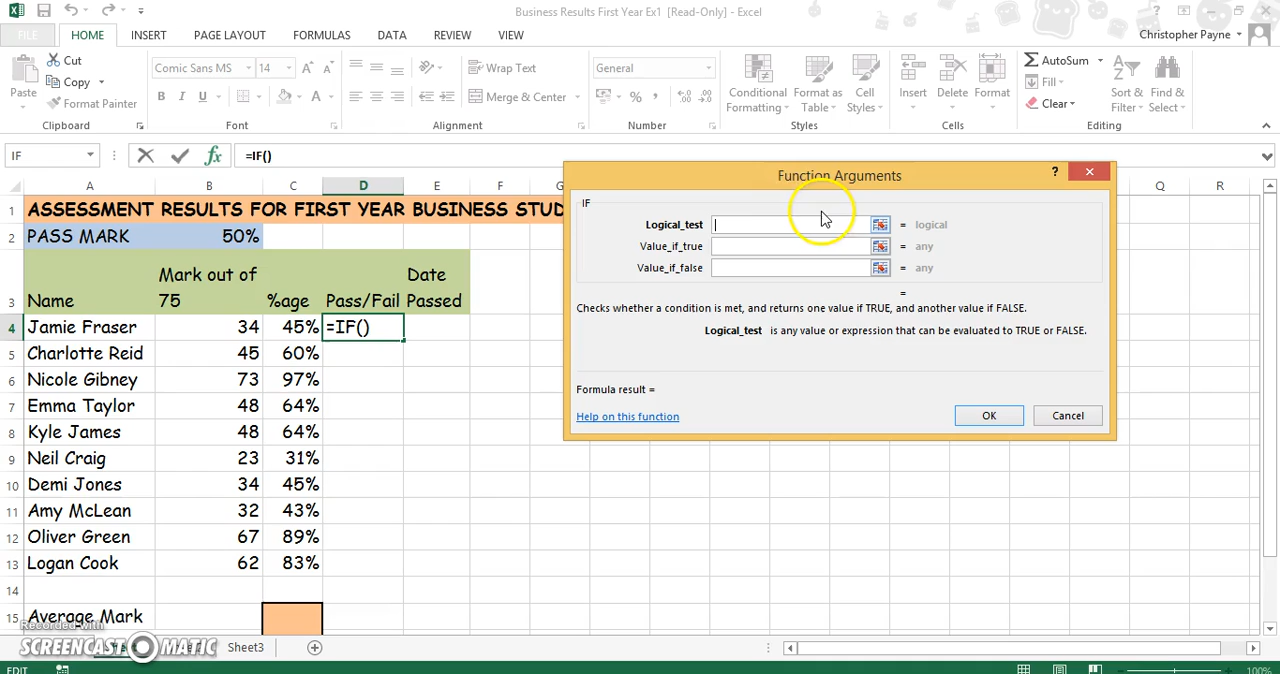 Business Results First Year Ex1 [Read-Only] - Excel
FILE HOME INSERT PAGE LAYOUT FORMULAS DATA REVIEW VIEW Christopher Payne
Paste Cut Copy Format Painter
Clipboard
Comic Sans MS 14
B I U A
Font
Wrap Text
Merge & Center
Alignment
General
%
Number
Conditional Formatting Format as Table Cell Styles
Styles
Insert Delete Format
Cells
AutoSum Fill Clear Sort & Filter Find & Select
Editing
IF fx =IF()
A B C D E F G Q R
1 ASSESSMENT RESULTS FOR FIRST YEAR BUSINESS STUD
2 PASS MARK 50%
3 Name Mark out of 75 %age Pass/Fail Date Passed
4 Jamie Fraser 34 45% =IF()
5 Charlotte Reid 45 60%
6 Nicole Gibney 73 97%
7 Emma Taylor 48 64%
8 Kyle James 48 64%
9 Neil Craig 23 31%
10 Demi Jones 34 45%
11 Amy McLean 32 43%
12 Oliver Green 67 89%
13 Logan Cook 62 83%
14
15 Average Mark
Function Arguments
IF
Logical_test = logical
Value_if_true = any
Value_if_false = any
=
Checks whether a condition is met, and returns one value if TRUE, and another value if FALSE.
Logical_test is any value or expression that can be evaluated to TRUE or FALSE.
Formula result =
Help on this function
OK Cancel
Recorded with
SCREENCAST-O-MATIC
Sheet3
EDIT 100%